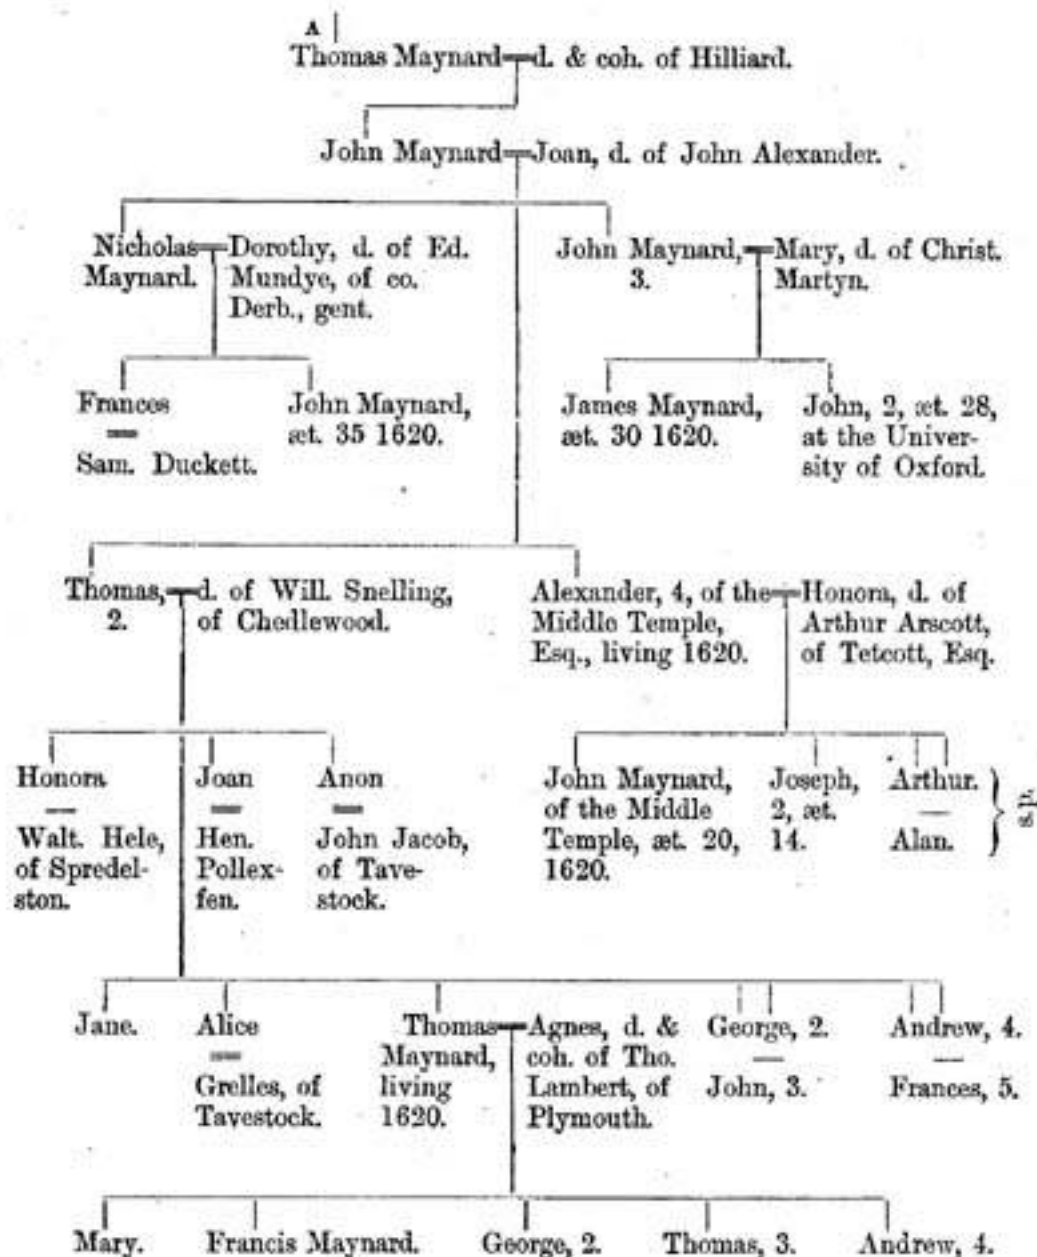 A
Thomas Maynard d. & coh. of Hilliard.
John Maynard Joan, d. of John Alexander.
Nicholas Maynard.
Dorothy, d. of Ed.
Mundye, of co.
Derb., gent.
John Maynard,
3.
Mary, d. of Christ.
Martyn.
Frances
Sam. Duckett.
John Maynard,
æt. 35 1620.
James Maynard,
æt. 30 1620.
John, 2, æt. 28,
at the Univer-
sity of Oxford.
Thomas,
2.
d. of Will. Snelling,
of Chedlewood.
Alexander, 4, of the
Middle Temple,
Esq., living 1620.
Honora, d. of
Arthur Arscott,
of Tetcott, Esq.
Honora
Walt. Hele,
of Spredel-
ston.
Joan
Hen.
Pollex-
fen.
Anon
John Jacob,
of Tave-
stock.
John Maynard,
of the Middle
Temple, æt. 20,
1620.
Joseph,
2, æt.
14.
Arthur.
Alan.
s.p.
Jane.
Alice
Grelles, of
Tavestock.
Thomas
Maynard,
living
1620.
Agnes, d. &
coh. of Tho.
Lambert, of
Plymouth.
George, 2.
John, 3.
Andrew, 4.
Frances, 5.
Mary. Francis Maynard. George, 2. Thomas, 3. Andrew, 4.